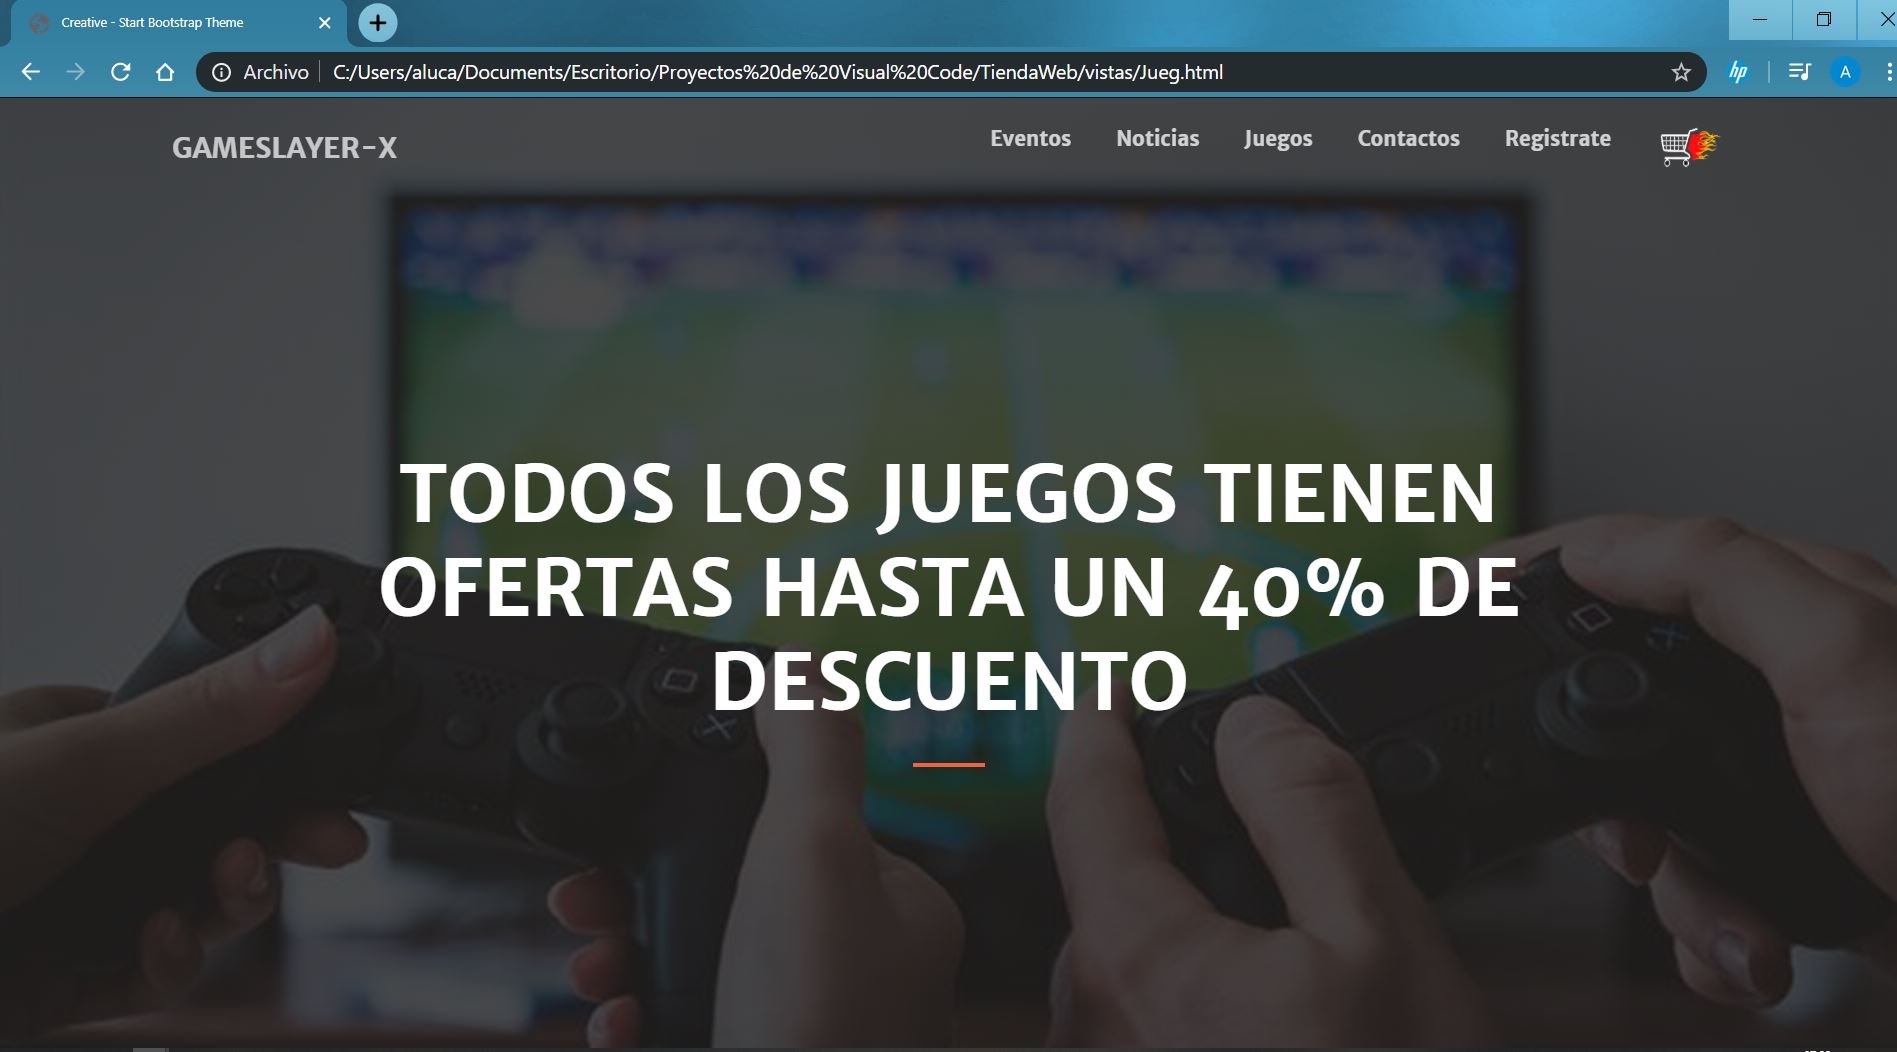 Creative - Start Bootstrap Theme
Archivo C:/Users/aluca/Documents/Escritorio/Proyectos%20de%20Visual%20Code/TiendaWeb/vistas/Jueg.html
hp
A
GAMESLAYER-X
Eventos Noticias Juegos Contactos Registrate
TODOS LOS JUEGOS TIENEN
OFERTAS HASTA UN 40% DE
DESCUENTO